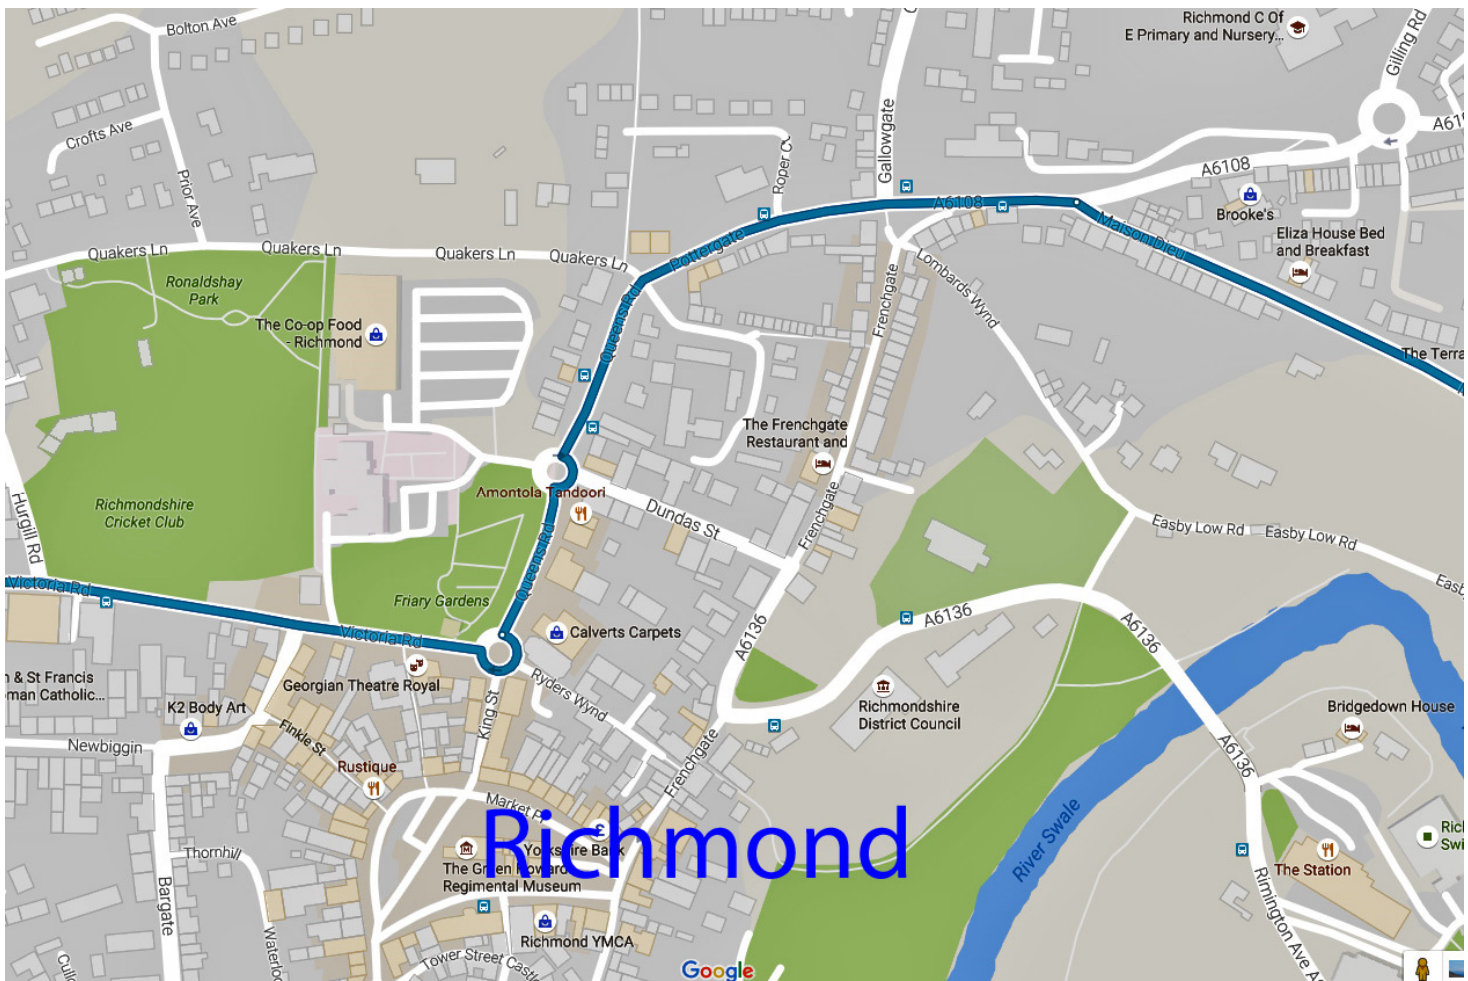 Bolton Ave
Richmond C Of
E Primary and Nursery...
Gilling Rd
Crofts Ave
Prior Ave
Gallowgate
A6108
A6108
Brooke's
Maison Dieu
Eliza House Bed
and Breakfast
Quakers Ln
Quakers Ln
Quakers Ln
Quakers Ln
Pottergate
Lombards Wynd
Ronaldshay
Park
The Co-op Food
- Richmond
Queens Rd
Frenchgate
The Frenchgate
Restaurant and
Amontola Tandoori
Dundas St
Frenchgate
Richmondshire
Cricket Club
Hurgill Rd
Easby Low Rd
Easby Low Rd
Victoria Rd
Queens Rd
Friary Gardens
Victoria Rd
Calverts Carpets
A6136
A6136
A6136
A6136
Georgian Theatre Royal
& St Francis
Catholic...
K2 Body Art
Newbiggin
Finkle St
King St
Ryders Wynd
Richmondshire
District Council
Frenchgate
Bridgedown House
Rustique
Market
Richmond
Yorkshire Bank
The Green Howards
Regimental Museum
River Swale
The Station
Thornhill
Bargate
Richmond YMCA
Tower Street
Rimington Ave
Google